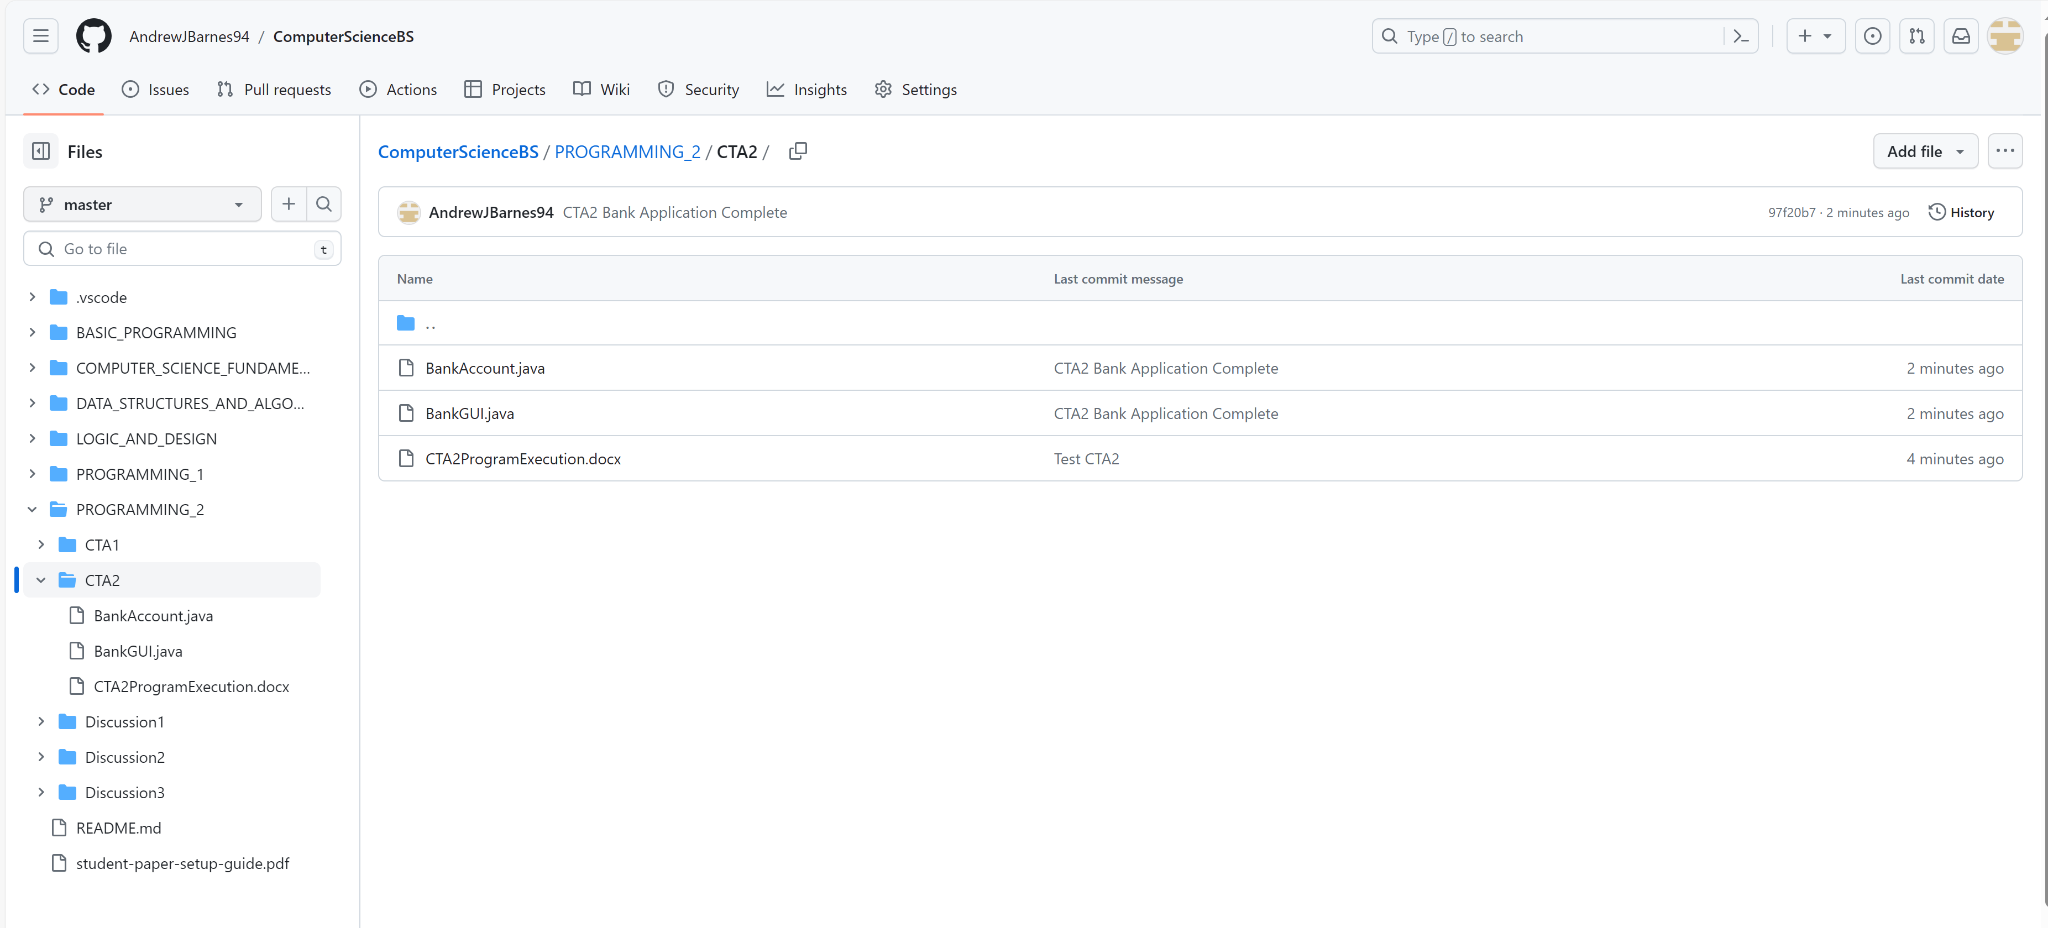 AndrewJBarnes94 / ComputerScienceBS
Type / to search
Code Issues Pull requests Actions Projects Wiki Security Insights Settings
Files
master
Go to file
t
.vscode
BASIC_PROGRAMMING
COMPUTER_SCIENCE_FUNDAME...
DATA_STRUCTURES_AND_ALGO...
LOGIC_AND_DESIGN
PROGRAMMING_1
PROGRAMMING_2
CTA1
CTA2
BankAccount.java
BankGUI.java
CTA2ProgramExecution.docx
Discussion1
Discussion2
Discussion3
README.md
student-paper-setup-guide.pdf
ComputerScienceBS / PROGRAMMING_2 / CTA2 /
Add file
AndrewJBarnes94 CTA2 Bank Application Complete 97f20b7 · 2 minutes ago History
Name Last commit message Last commit date
..
BankAccount.java CTA2 Bank Application Complete 2 minutes ago
BankGUI.java CTA2 Bank Application Complete 2 minutes ago
CTA2ProgramExecution.docx Test CTA2 4 minutes ago